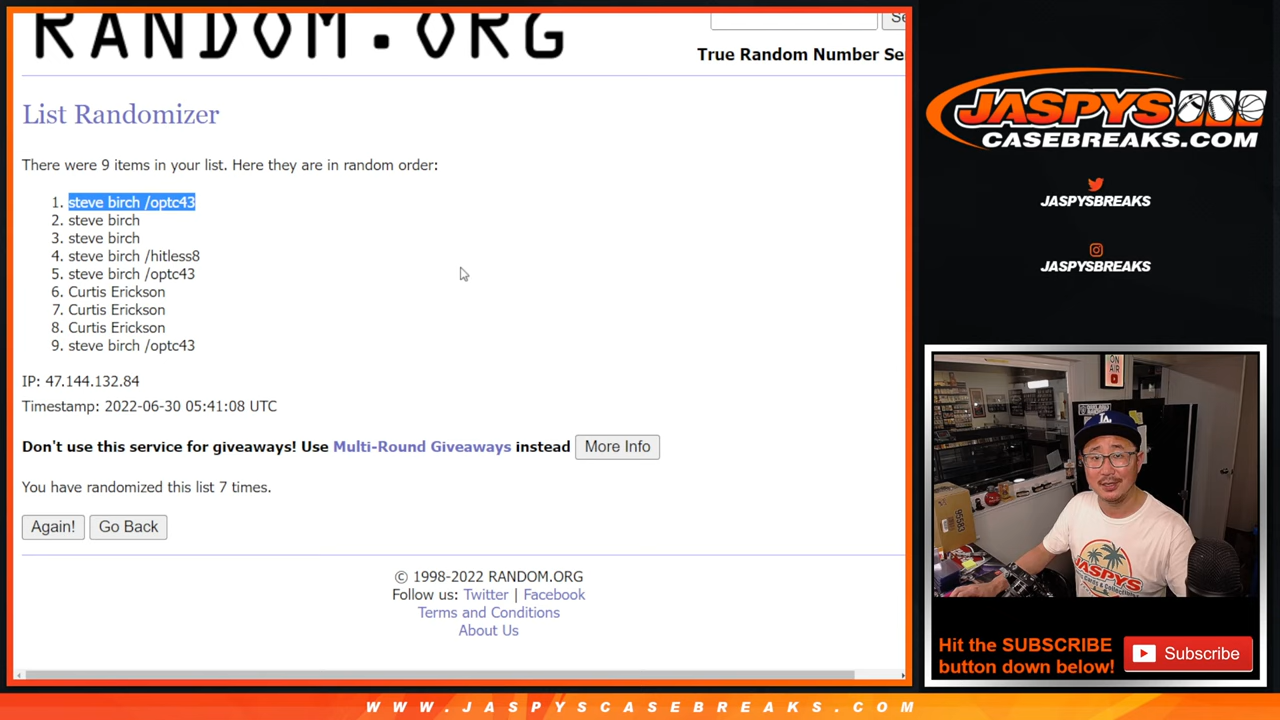 RANDOM.ORG
Se
True Random Number Se
List Randomizer
There were 9 items in your list. Here they are in random order:
1. steve birch /optc43
2. steve birch
3. steve birch
4. steve birch /hitless8
5. steve birch /optc43
6. Curtis Erickson
7. Curtis Erickson
8. Curtis Erickson
9. steve birch /optc43
IP: 47.144.132.84
Timestamp: 2022-06-30 05:41:08 UTC
Don't use this service for giveaways! Use Multi-Round Giveaways instead More Info
You have randomized this list 7 times.
Again! Go Back
© 1998-2022 RANDOM.ORG
Follow us: Twitter | Facebook
Terms and Conditions
About Us
JASPYS
CASEBREAKS.COM
JASPYSBREAKS
JASPYSBREAKS
ON AIR
JASPYS
Hit the SUBSCRIBE
button down below!
Subscribe
WWW.JASPYSCASEBREAKS.COM